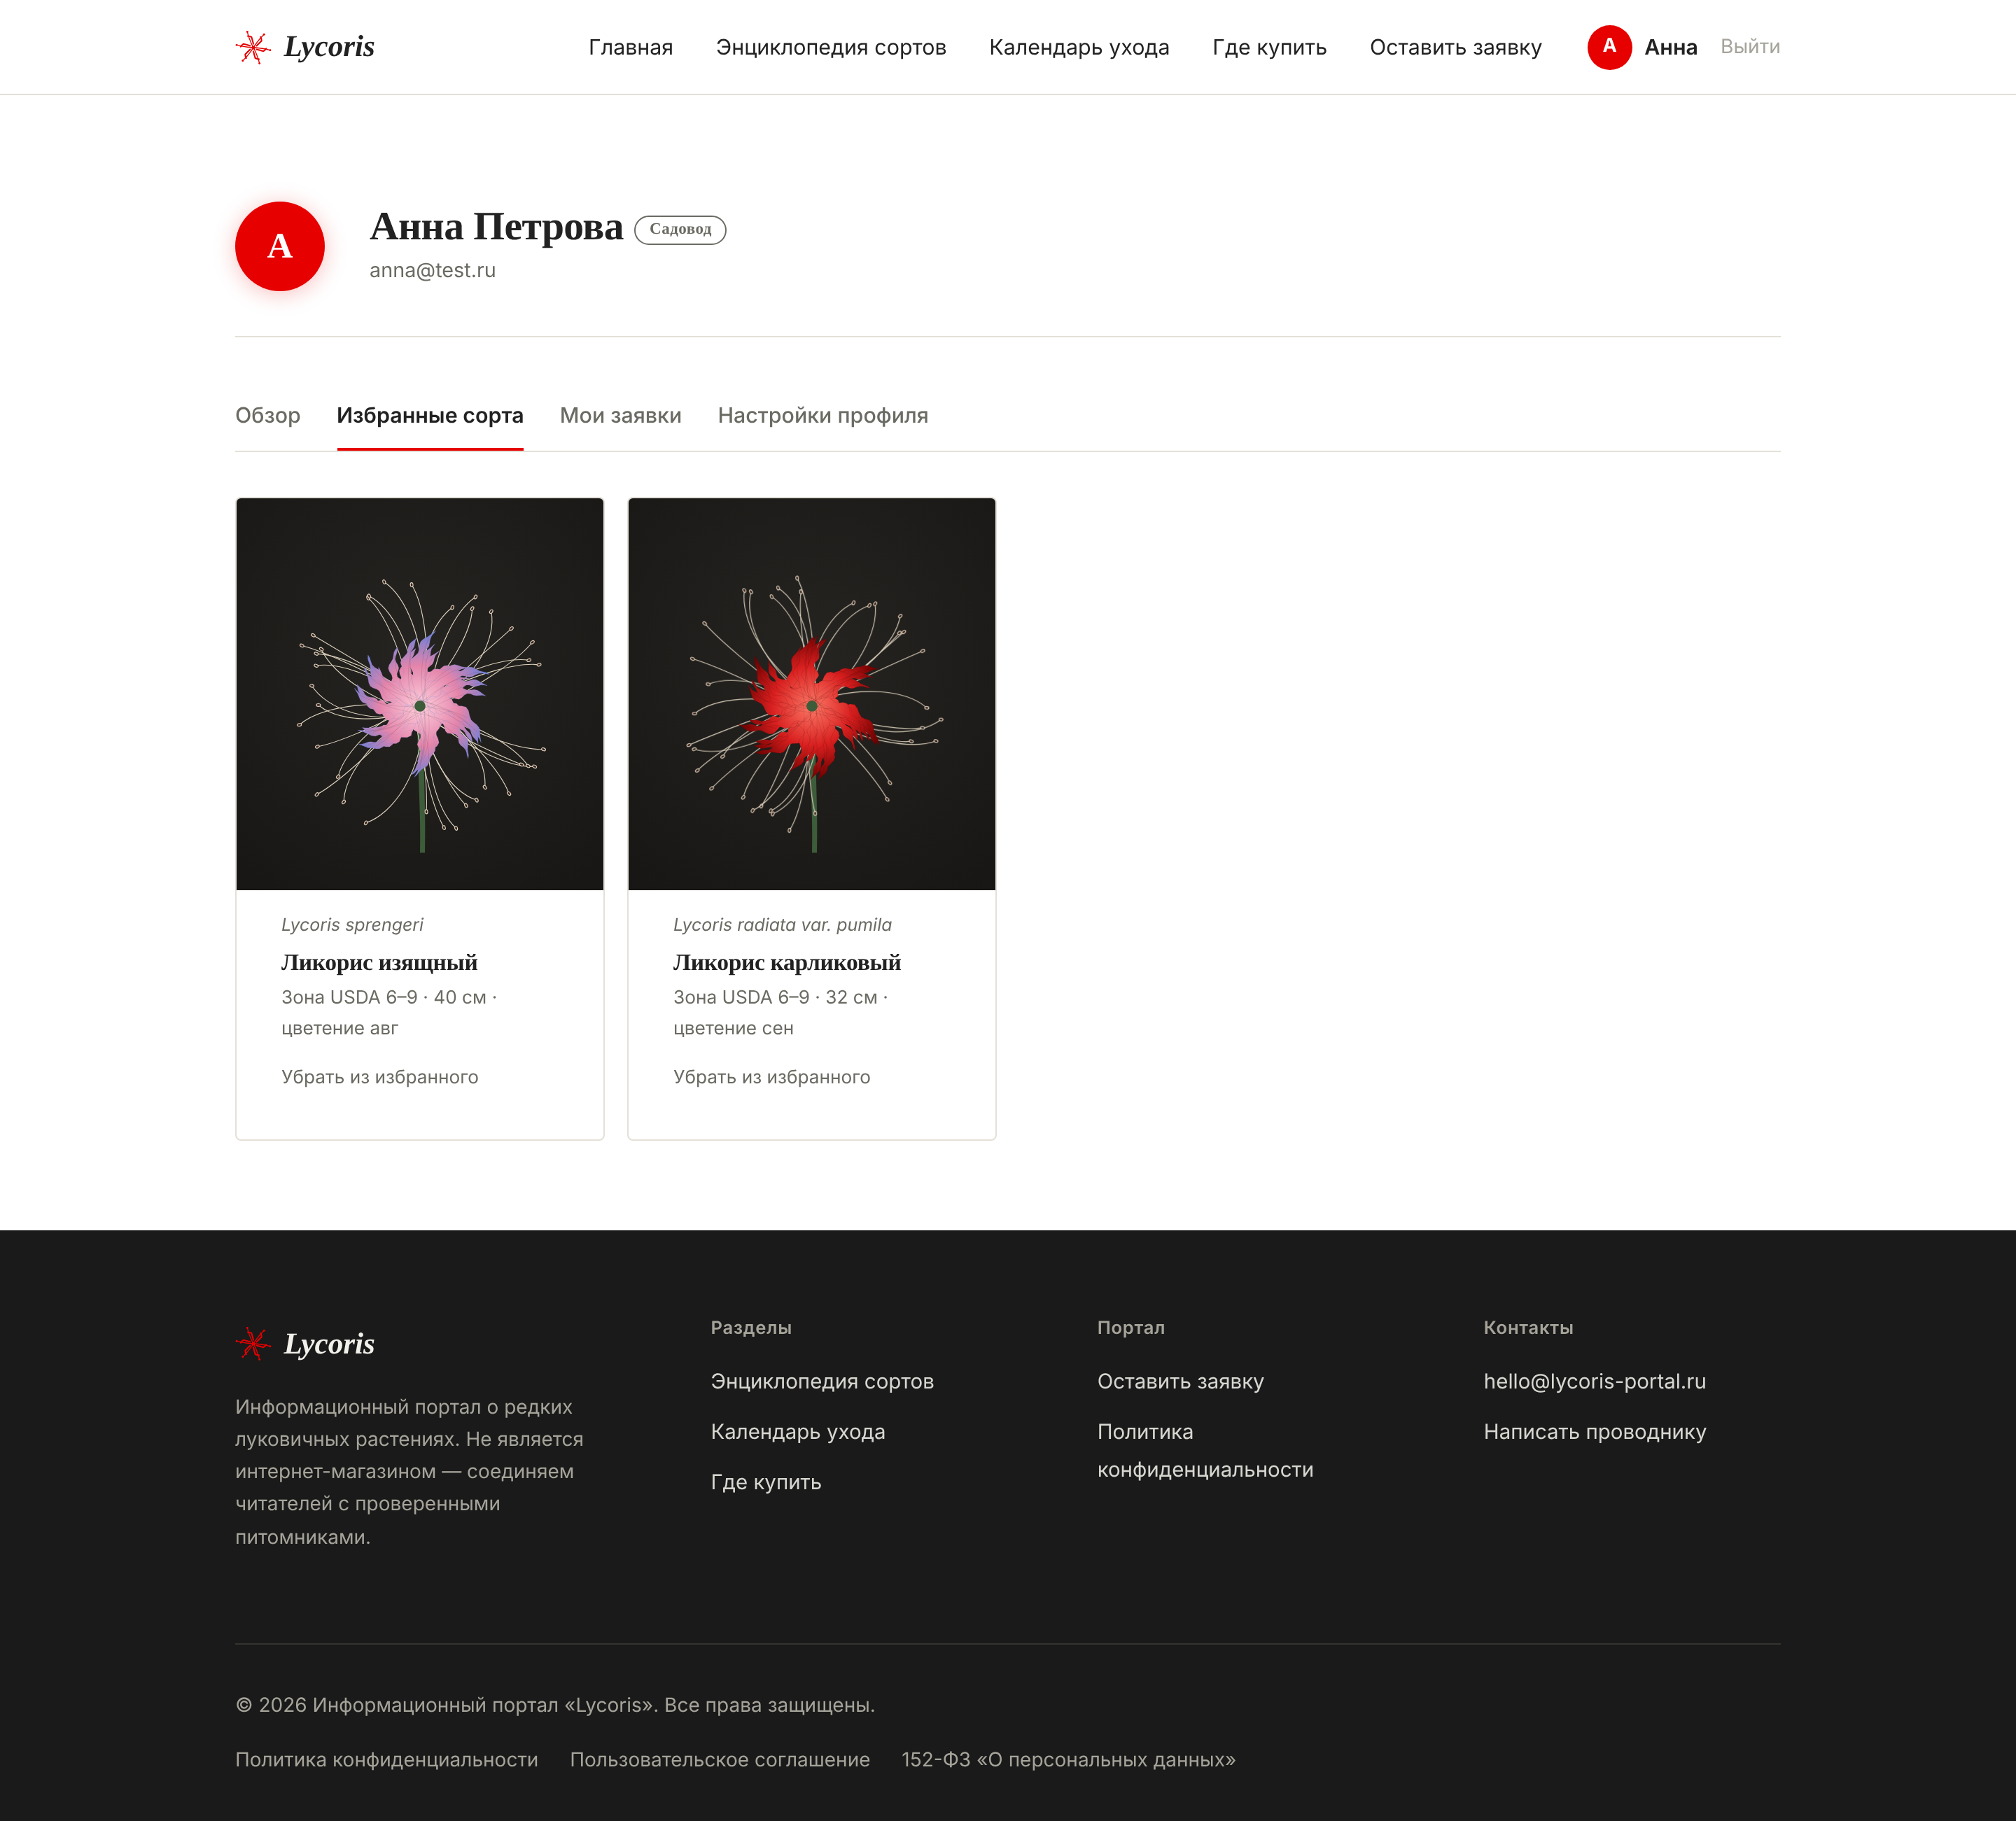 Lycoris
Главная
Энциклопедия сортов
Календарь ухода
Где купить
Оставить заявку
А
Анна
Выйти
А
Анна Петрова
Садовод
anna@test.ru
Обзор
Избранные сорта
Мои заявки
Настройки профиля
Lycoris sprengeri
Ликорис изящный
Зона USDA 6–9 · 40 см ·
цветение авг
Убрать из избранного
Lycoris radiata var. pumila
Ликорис карликовый
Зона USDA 6–9 · 32 см ·
цветение сен
Убрать из избранного
Lycoris
Информационный портал о редких
луковичных растениях. Не является
интернет-магазином — соединяем
читателей с проверенными
питомниками.
Разделы
Энциклопедия сортов
Календарь ухода
Где купить
Портал
Оставить заявку
Политика
конфиденциальности
Контакты
hello@lycoris-portal.ru
Написать проводнику
© 2026 Информационный портал «Lycoris». Все права защищены.
Политика конфиденциальности
Пользовательское соглашение
152-ФЗ «О персональных данных»